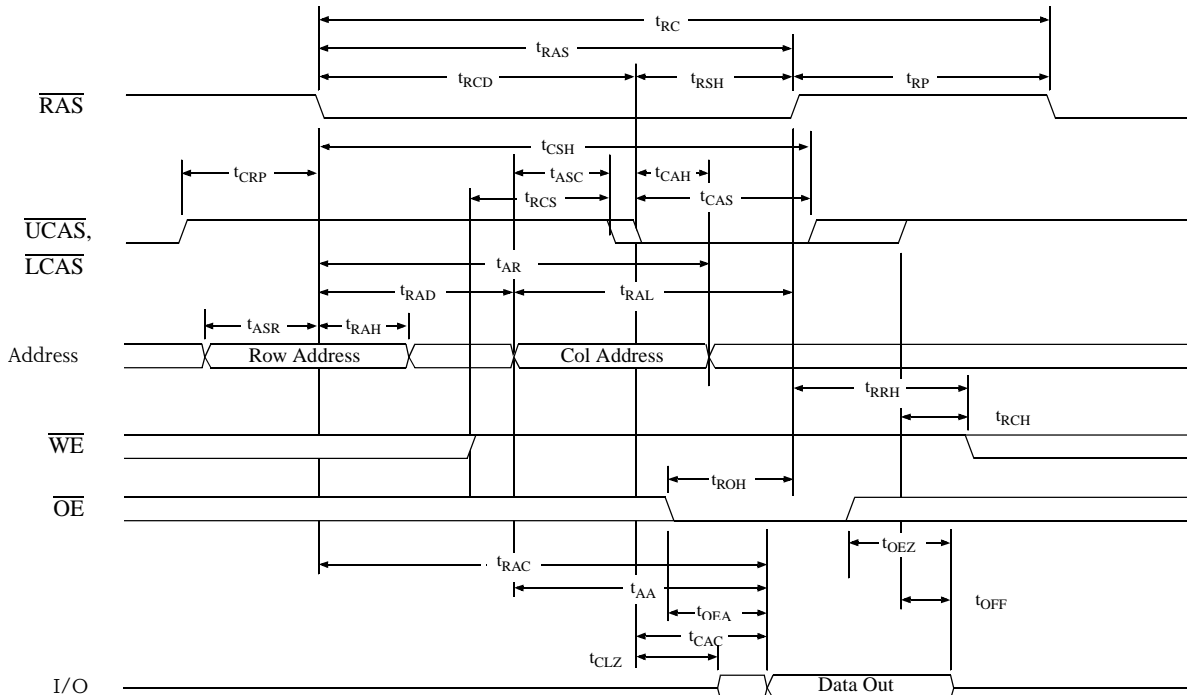 tRC
tRAS
tRCD
tRSH
tRP
RAS
tCSH
tCRP
tASC
tCAH
tRCS
tCAS
UCAS,
LCAS
tAR
tRAD
tRAL
tASR
tRAH
Address
Row Address
Col Address
tRRH
tRCH
WE
tROH
OE
tOEZ
tRAC
tAA
tOEA
tOFF
tCAC
tCLZ
I/O
Data Out